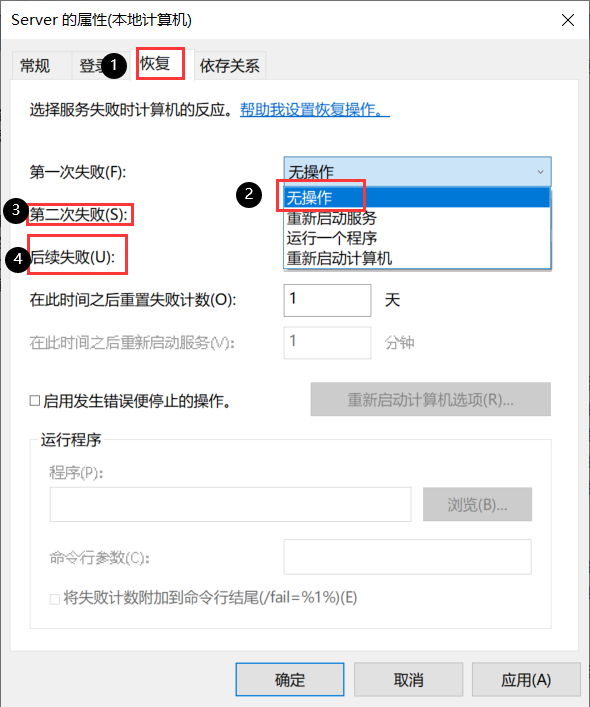 Server 的属性(本地计算机)
常规 登录 1 恢复 依存关系
选择服务失败时计算机的反应。帮助我设置恢复操作。
第一次失败(F): 无操作
2 无操作
3 第二次失败(S): 重新启动服务
运行一个程序
4 后续失败(U): 重新启动计算机
在此时间之后重置失败计数(O): 1 天
在此时间之后重新启动服务(V): 1 分钟
启用发生错误便停止的操作。 重新启动计算机选项(R)...
运行程序
程序(P):
浏览(B)...
命令行参数(C):
将失败计数附加到命令行结尾(/fail=%1%)(E)
确定 取消 应用(A)